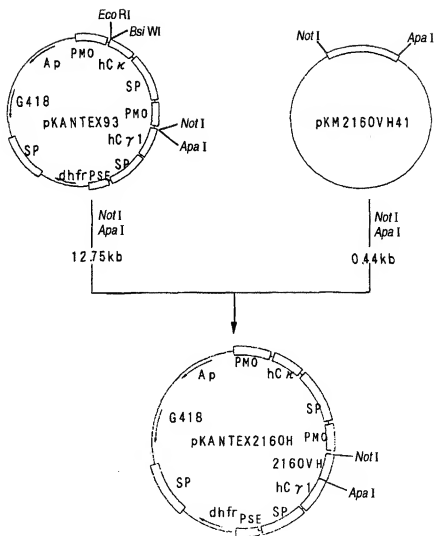 EcoRI
BsiWI
PMO
hCκ
Ap
SP
G418
PMO
pKANTEX93
hCγ1
NotI
ApaI
SP
SP
dhfr
PSE
NotI
ApaI
pKM2160VH41
NotI
ApaI
12.75kb
NotI
ApaI
0.44kb
PMO
hCκ
Ap
SP
G418
PMO
pKANTEX2160H
2160VH
NotI
hCγ1
ApaI
SP
SP
dhfr
PSE